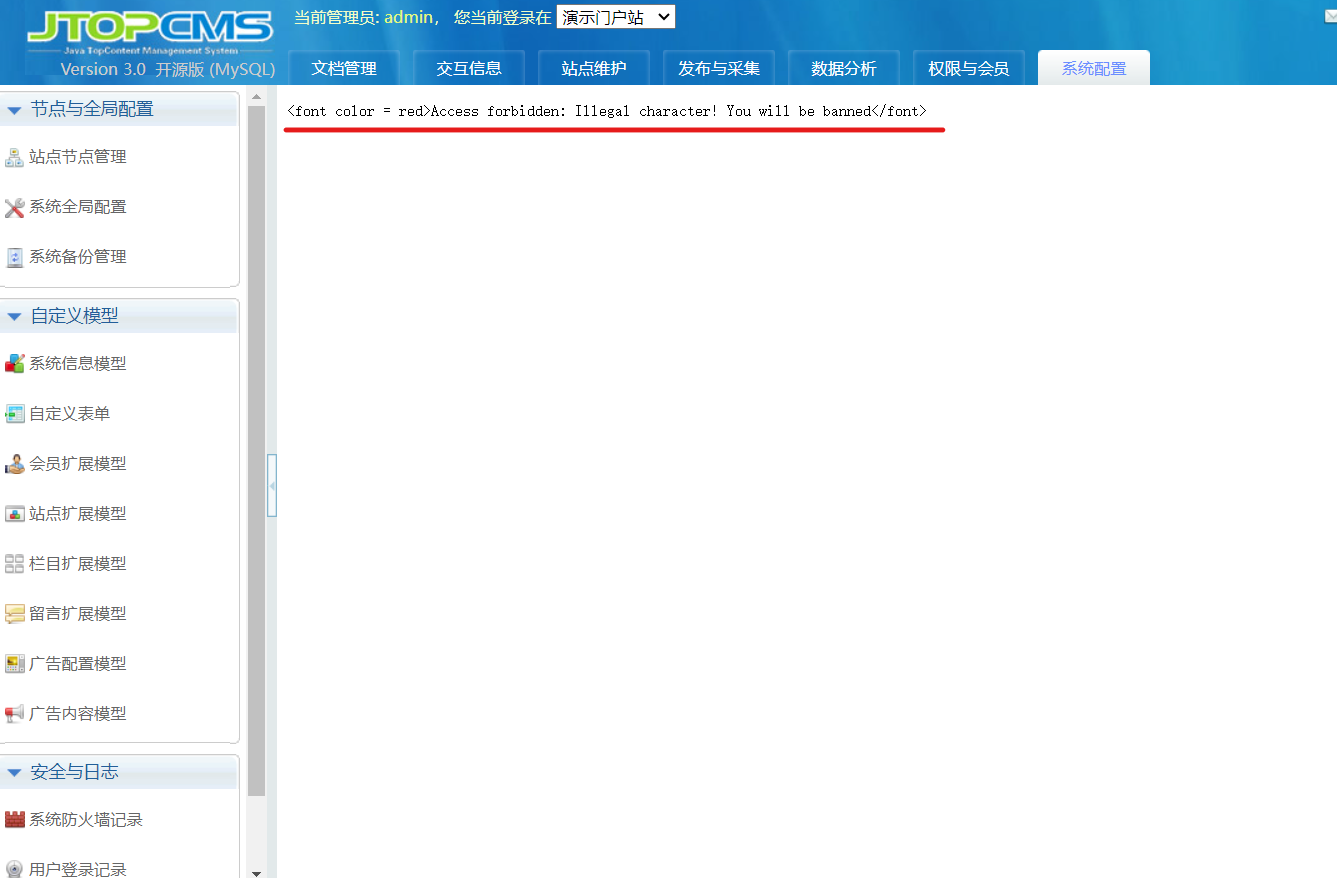 JTOPCMS
Java TopContent Management System
Version 3.0 开源版 (MySQL)
当前管理员: admin， 您当前登录在 演示门户站
文档管理 交互信息 站点维护 发布与采集 数据分析 权限与会员 系统配置
<font color = red>Access forbidden: Illegal character! You will be banned</font>
节点与全局配置
站点节点管理
系统全局配置
系统备份管理
自定义模型
系统信息模型
自定义表单
会员扩展模型
站点扩展模型
栏目扩展模型
留言扩展模型
广告配置模型
广告内容模型
安全与日志
系统防火墙记录
用户登录记录